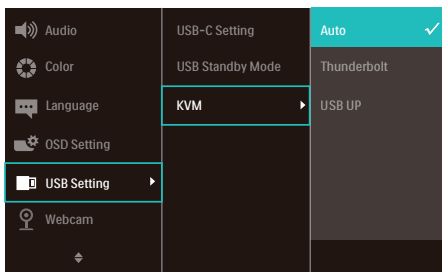 Audio
Color
Language
OSD Setting
USB Setting
Webcam
USB-C Setting
USB Standby Mode
KVM
Auto
Thunderbolt
USB UP